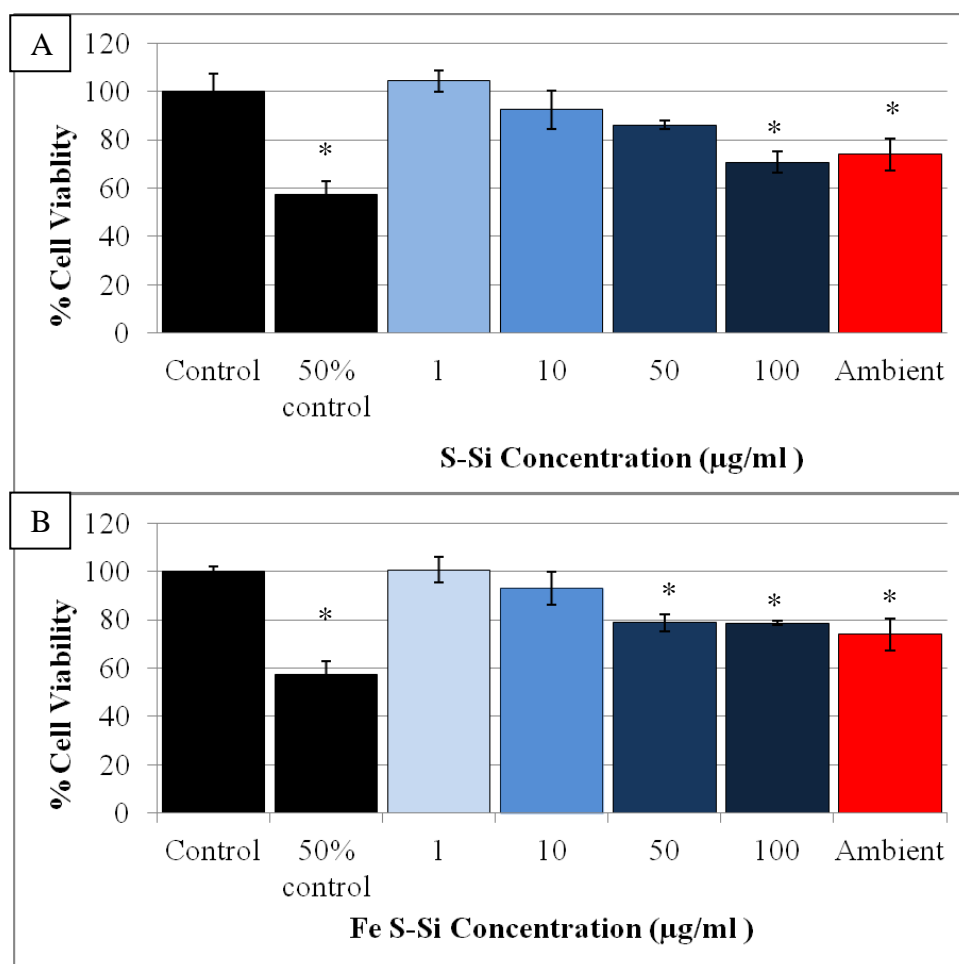 A
120
100
80
60
40
20
0
% Cell Viablity
*
*
*
Control 50% control 1 10 50 100 Ambient
S-Si Concentration (µg/ml )
B
120
100
80
60
40
20
0
% Cell Viability
*
*
*
*
Control 50% control 1 10 50 100 Ambient
Fe S-Si Concentration (µg/ml )